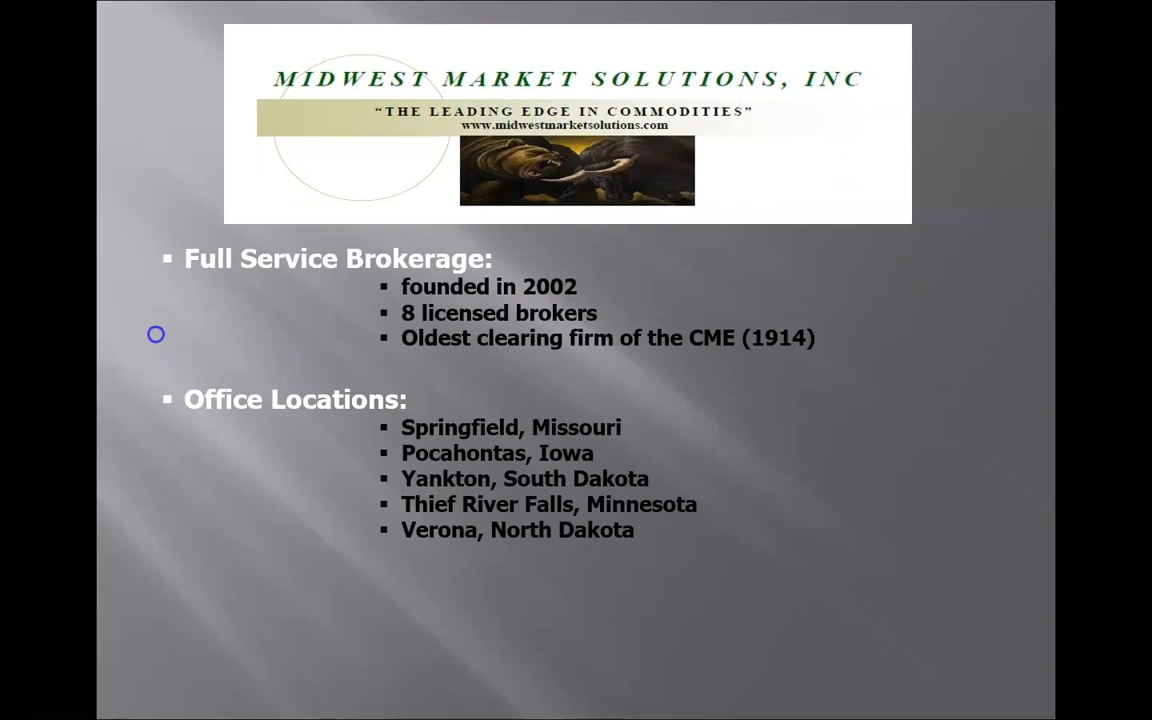 MIDWEST MARKET SOLUTIONS, INC
“THE LEADING EDGE IN COMMODITIES”
www.midwestmarketsolutions.com
▪ Full Service Brokerage:
▪ founded in 2002
▪ 8 licensed brokers
▪ Oldest clearing firm of the CME (1914)
▪ Office Locations:
▪ Springfield, Missouri
▪ Pocahontas, Iowa
▪ Yankton, South Dakota
▪ Thief River Falls, Minnesota
▪ Verona, North Dakota